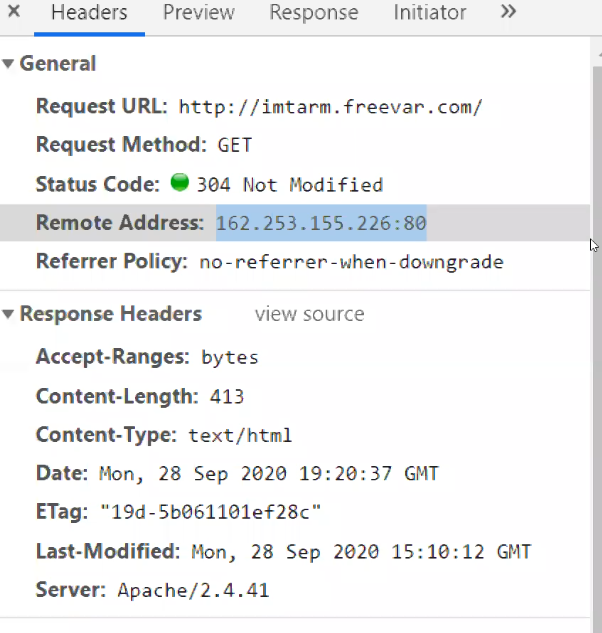 × Headers Preview Response Initiator »
▼ General
Request URL: http://imtarm.freevar.com/
Request Method: GET
Status Code: 304 Not Modified
Remote Address: 162.253.155.226:80
Referrer Policy: no-referrer-when-downgrade
▼ Response Headers view source
Accept-Ranges: bytes
Content-Length: 413
Content-Type: text/html
Date: Mon, 28 Sep 2020 19:20:37 GMT
ETag: "19d-5b061101ef28c"
Last-Modified: Mon, 28 Sep 2020 15:10:12 GMT
Server: Apache/2.4.41